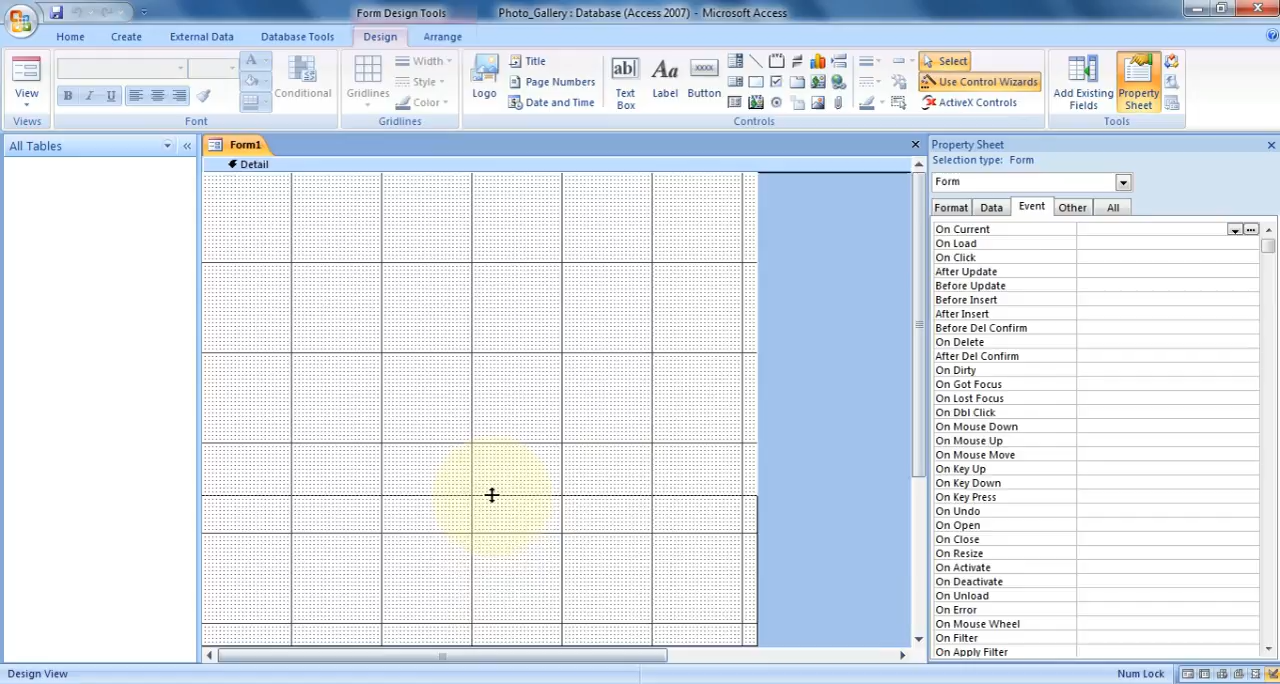 Form Design Tools
Photo_Gallery : Database (Access 2007) - Microsoft Access
Home
Create
External Data
Database Tools
Design
Arrange
View
Views
B I U
A
Conditional
Font
Gridlines
Width
Style
Color
Gridlines
Logo
Title
Page Numbers
Date and Time
ab|
Text
Box
Aa
Label
xxxx
Button
Select
Use Control Wizards
ActiveX Controls
Controls
Add Existing
Fields
Property
Sheet
Tools
All Tables
Form1
Detail
Property Sheet
Selection type: Form
Form
Format
Data
Event
Other
All
On Current
On Load
On Click
After Update
Before Update
Before Insert
After Insert
Before Del Confirm
On Delete
After Del Confirm
On Dirty
On Got Focus
On Lost Focus
On Dbl Click
On Mouse Down
On Mouse Up
On Mouse Move
On Key Up
On Key Down
On Key Press
On Undo
On Open
On Close
On Resize
On Activate
On Deactivate
On Unload
On Error
On Mouse Wheel
On Filter
On Apply Filter
Design View
Num Lock